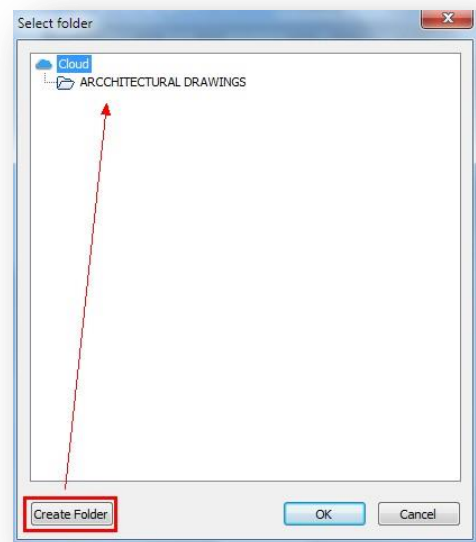 Select folder
Cloud
ARCCHITECTURAL DRAWINGS
Create Folder
OK
Cancel